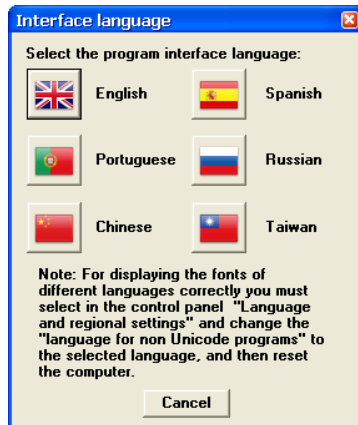 Interface language
Select the program interface language:
English Spanish
Portuguese Russian
Chinese Taiwan
Note: For displaying the fonts of
different languages correctly you must
select in the control panel "Language
and regional settings" and change the
"language for non Unicode programs" to
the selected language, and then reset
the computer.
Cancel